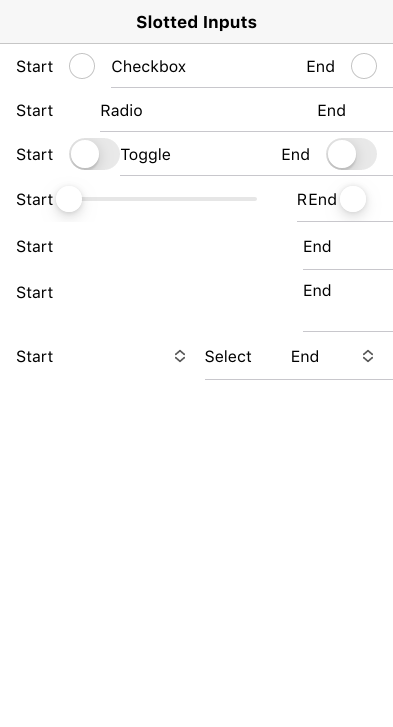 Slotted Inputs
Start Checkbox End
Start Radio End
Start Toggle End
Start REnd
Start End
Start End
Start Select End